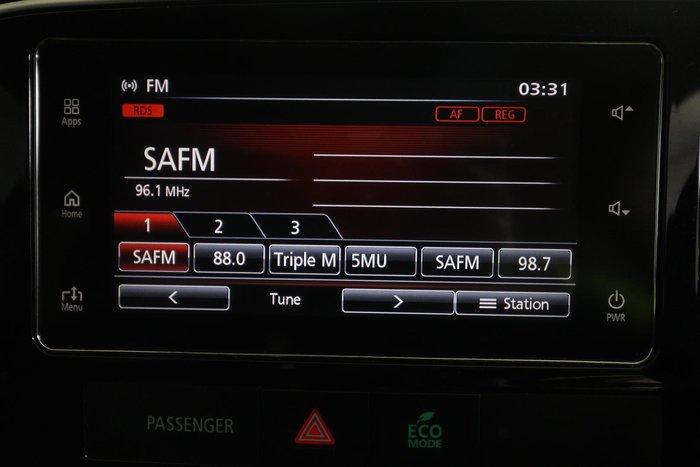 FM
03:31
RDS
AF
REG
Apps
SAFM
96.1 MHz
Home
1
2
3
SAFM
88.0
Triple M
5MU
SAFM
98.7
Menu
<
Tune
>
Station
PWR
PASSENGER
ECO
MODE